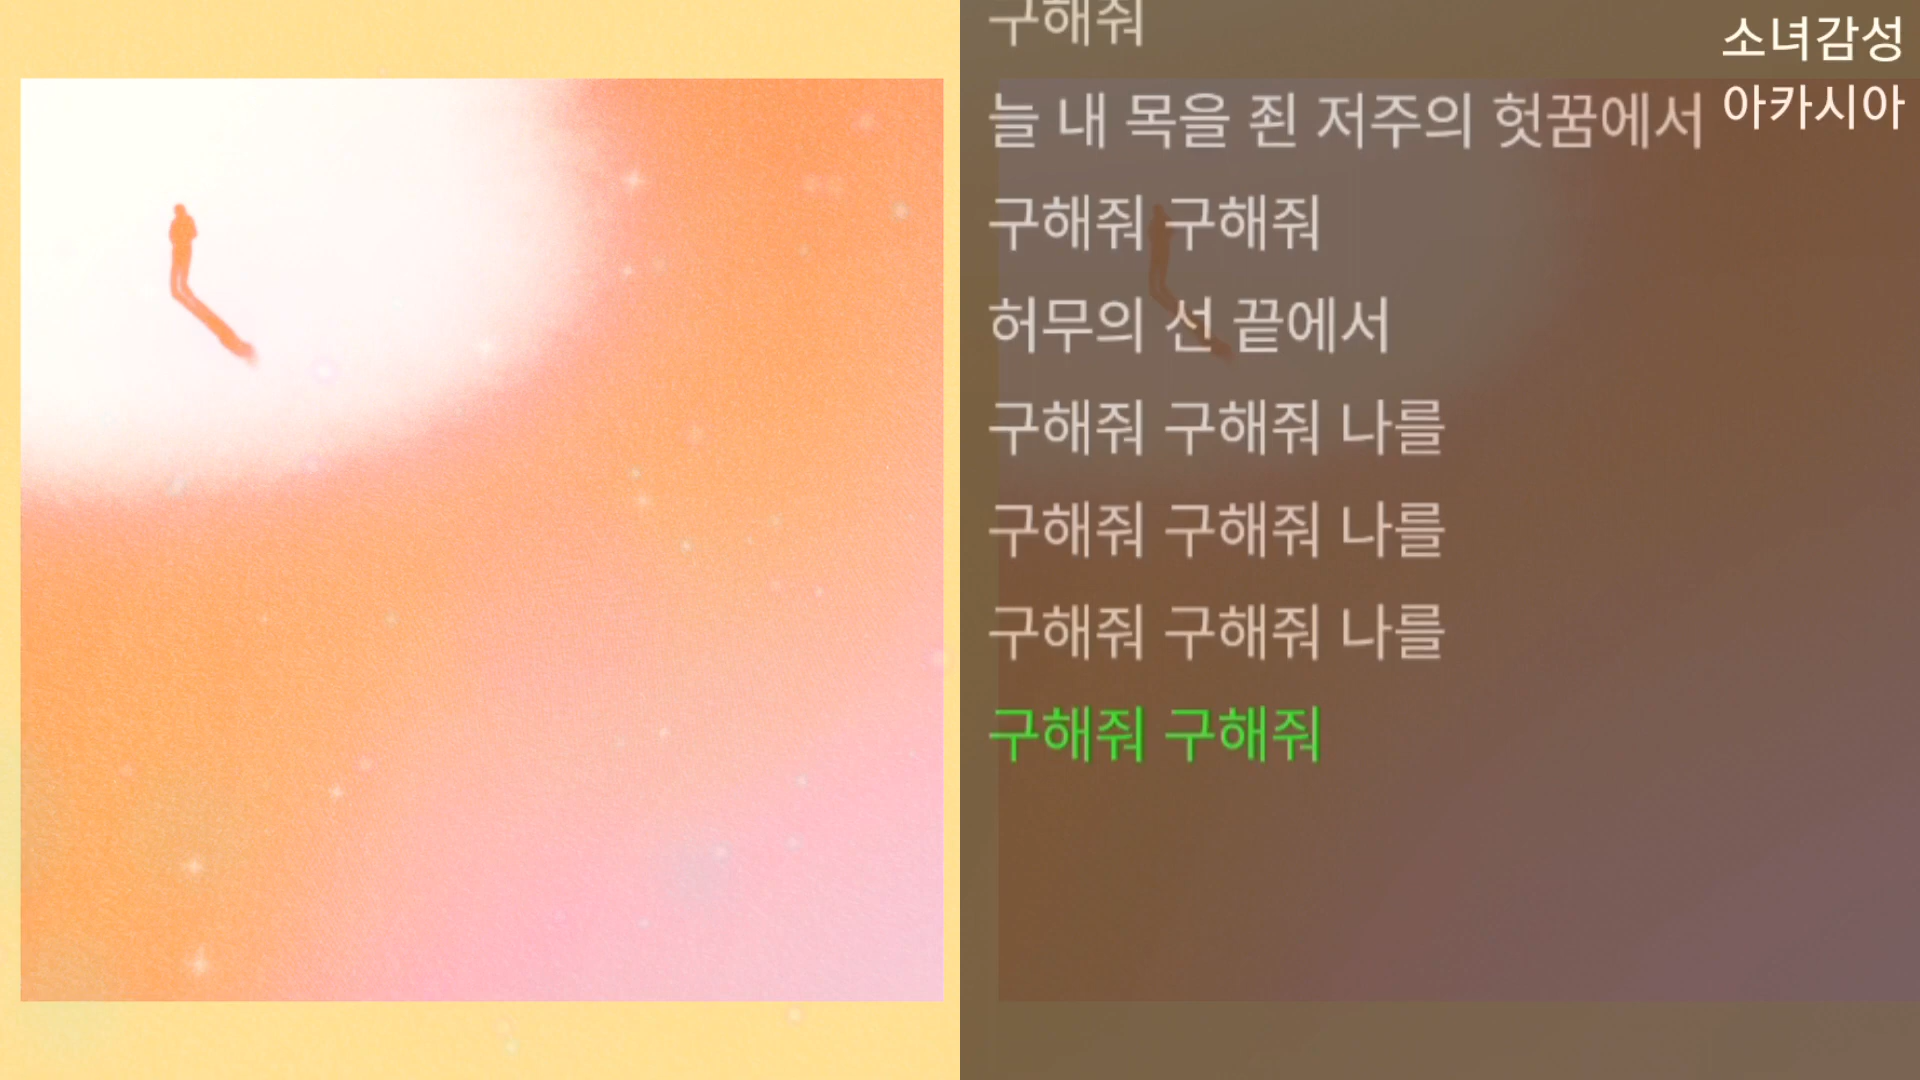 구해줘
소녀감성
아카시아
늘 내 목을 죈 저주의 헛꿈에서
구해줘 구해줘
허무의 선 끝에서
구해줘 구해줘 나를
구해줘 구해줘 나를
구해줘 구해줘 나를
구해줘 구해줘